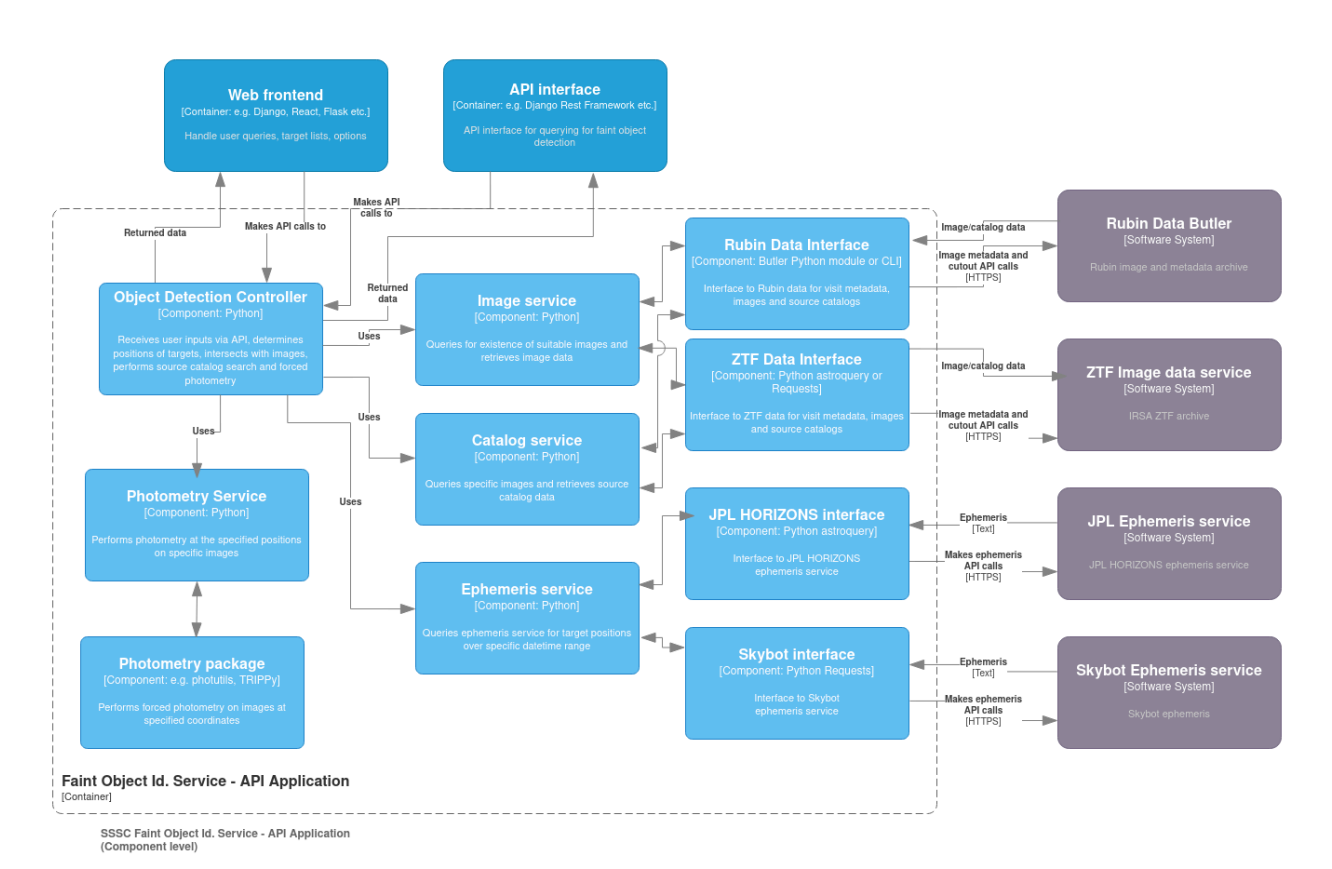 Web frontend
[Container: e.g. Django, React, Flask etc.]
Handle user queries, target lists, options
API interface
[Container: e.g. Django Rest Framework etc.]
API interface for querying for faint object
detection
Makes API
calls to
Returned data
Makes API calls to
Returned
data
Object Detection Controller
[Component: Python]
Receives user inputs via API, determines
positions of targets, intersects with images,
performs source catalog search and forced
photometry
Uses
Uses
Uses
Uses
Image service
[Component: Python]
Queries for existence of suitable images and
retrieves image data
Catalog service
[Component: Python]
Queries specific images and retrieves source
catalog data
Ephemeris service
[Component: Python]
Queries ephemeris service for target positions
over specific datetime range
Photometry Service
[Component: Python]
Performs photometry at the specified positions
on specific images
Photometry package
[Component: e.g. photutils, TRIPPy]
Performs forced photometry on images at
specified coordinates
Rubin Data Interface
[Component: Butler Python module or CLI]
Interface to Rubin data for visit metadata,
images and source catalogs
ZTF Data Interface
[Component: Python astroquery or
Requests]
Interface to ZTF data for visit metadata, images
and source catalogs
JPL HORIZONS interface
[Component: Python astroquery]
Interface to JPL HORIZONS
ephemeris service
Skybot interface
[Component: Python Requests]
Interface to Skybot
ephemeris service
Image/catalog data
Image metadata and
cutout API calls
[HTTPS]
Image/catalog data
Image metadata and
cutout API calls
[HTTPS]
Ephemeris
[Text]
Makes ephemeris
API calls
[HTTPS]
Ephemeris
[Text]
Makes ephemeris
API calls
[HTTPS]
Rubin Data Butler
[Software System]
Rubin image and metadata archive
ZTF Image data service
[Software System]
IRSA ZTF archive
JPL Ephemeris service
[Software System]
JPL HORIZONS ephemeris service
Skybot Ephemeris service
[Software System]
Skybot ephemeris
Faint Object Id. Service - API Application
[Container]
SSSC Faint Object Id. Service - API Application
(Component level)